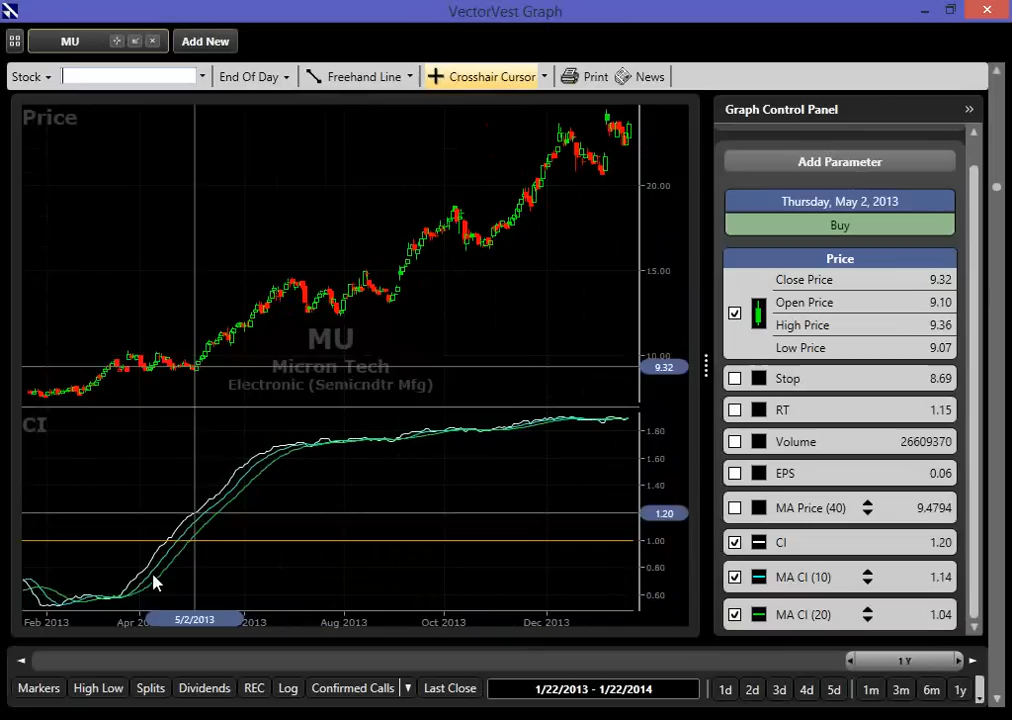 VectorVest Graph
MU
Add New
Stock
End Of Day
Freehand Line
Crosshair Cursor
Print
News
Price
20.00
15.00
10.00
9.32
MU
Micron Tech
Electronic (Semicndtr Mfg)
CI
1.80
1.60
1.40
1.20
1.00
0.80
0.60
Feb 2013
Apr 2
5/2/2013
2013
Aug 2013
Oct 2013
Dec 2013
Graph Control Panel
Add Parameter
Thursday, May 2, 2013
Buy
Price
Close Price 9.32
Open Price 9.10
High Price 9.36
Low Price 9.07
Stop 8.69
RT 1.15
Volume 26609370
EPS 0.06
MA Price (40) 9.4794
CI 1.20
MA CI (10) 1.14
MA CI (20) 1.04
1 Y
Markers
High Low
Splits
Dividends
REC
Log
Confirmed Calls
Last Close
1/22/2013 - 1/22/2014
1d
2d
3d
4d
5d
1m
3m
6m
1y